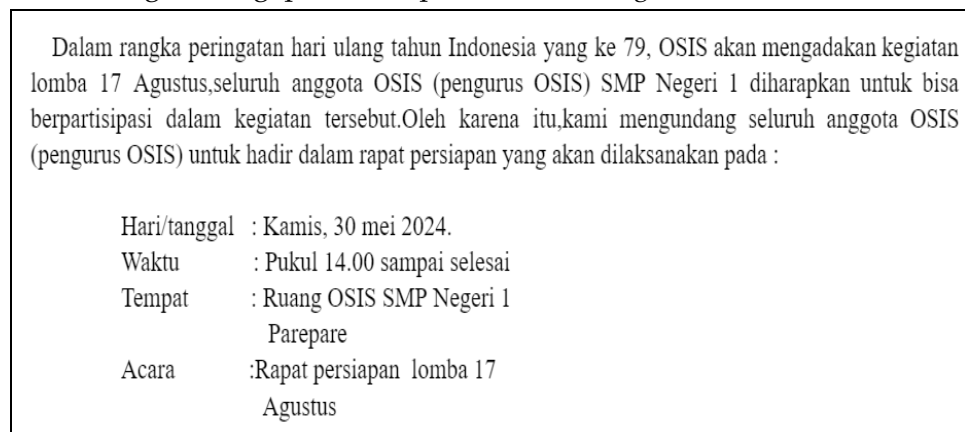 Dalam rangka peringatan hari ulang tahun Indonesia yang ke 79, OSIS akan mengadakan kegiatan
lomba 17 Agustus,seluruh anggota OSIS (pengurus OSIS) SMP Negeri 1 diharapkan untuk bisa
berpartisipasi dalam kegiatan tersebut.Oleh karena itu,kami mengundang seluruh anggota OSIS
(pengurus OSIS) untuk hadir dalam rapat persiapan yang akan dilaksanakan pada :
Hari/tanggal : Kamis, 30 mei 2024.
Waktu : Pukul 14.00 sampai selesai
Tempat : Ruang OSIS SMP Negeri 1
Parepare
Acara :Rapat persiapan lomba 17
Agustus